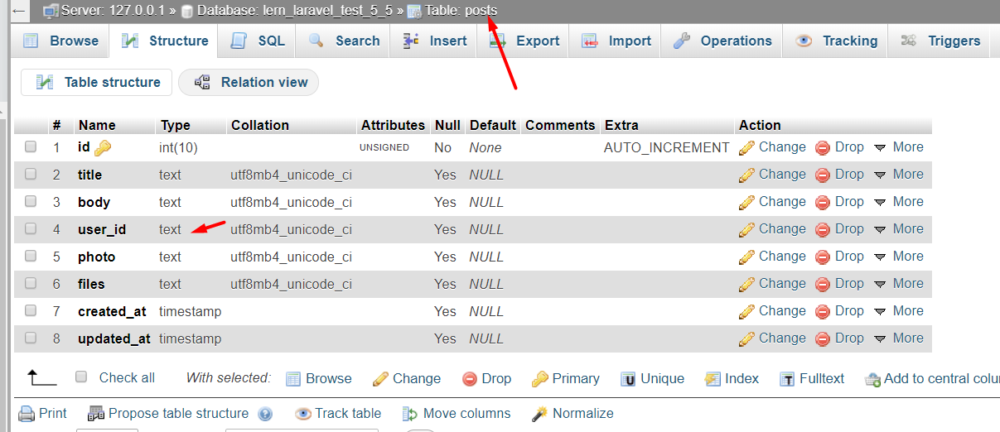 ← Server: 127.0.0.1 » Database: lern_laravel_test_5_5 » Table: posts
Browse Structure SQL Search Insert Export Import Operations Tracking Triggers
Table structure Relation view
# Name Type Collation Attributes Null Default Comments Extra Action
1 id int(10) UNSIGNED No None AUTO_INCREMENT Change Drop More
2 title text utf8mb4_unicode_ci Yes NULL Change Drop More
3 body text utf8mb4_unicode_ci Yes NULL Change Drop More
4 user_id text utf8mb4_unicode_ci Yes NULL Change Drop More
5 photo text utf8mb4_unicode_ci Yes NULL Change Drop More
6 files text utf8mb4_unicode_ci Yes NULL Change Drop More
7 created_at timestamp Yes NULL Change Drop More
8 updated_at timestamp Yes NULL Change Drop More
Check all With selected: Browse Change Drop Primary Unique Index Fulltext Add to central colu
Print Propose table structure Track table Move columns Normalize